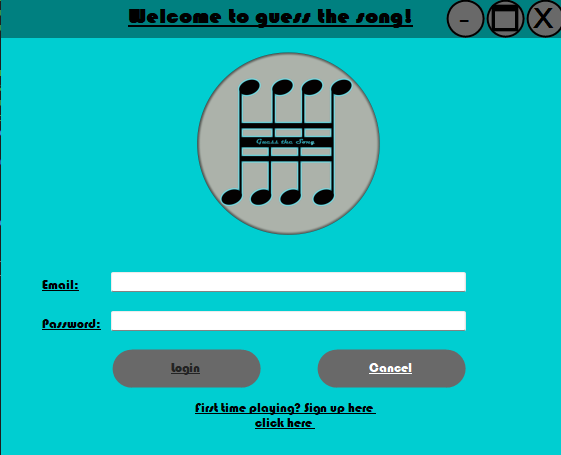 Welcome to guess the song!
- X
Guess the Song
Email:
Password:
Login
Cancel
First time playing? Sign up here
click here